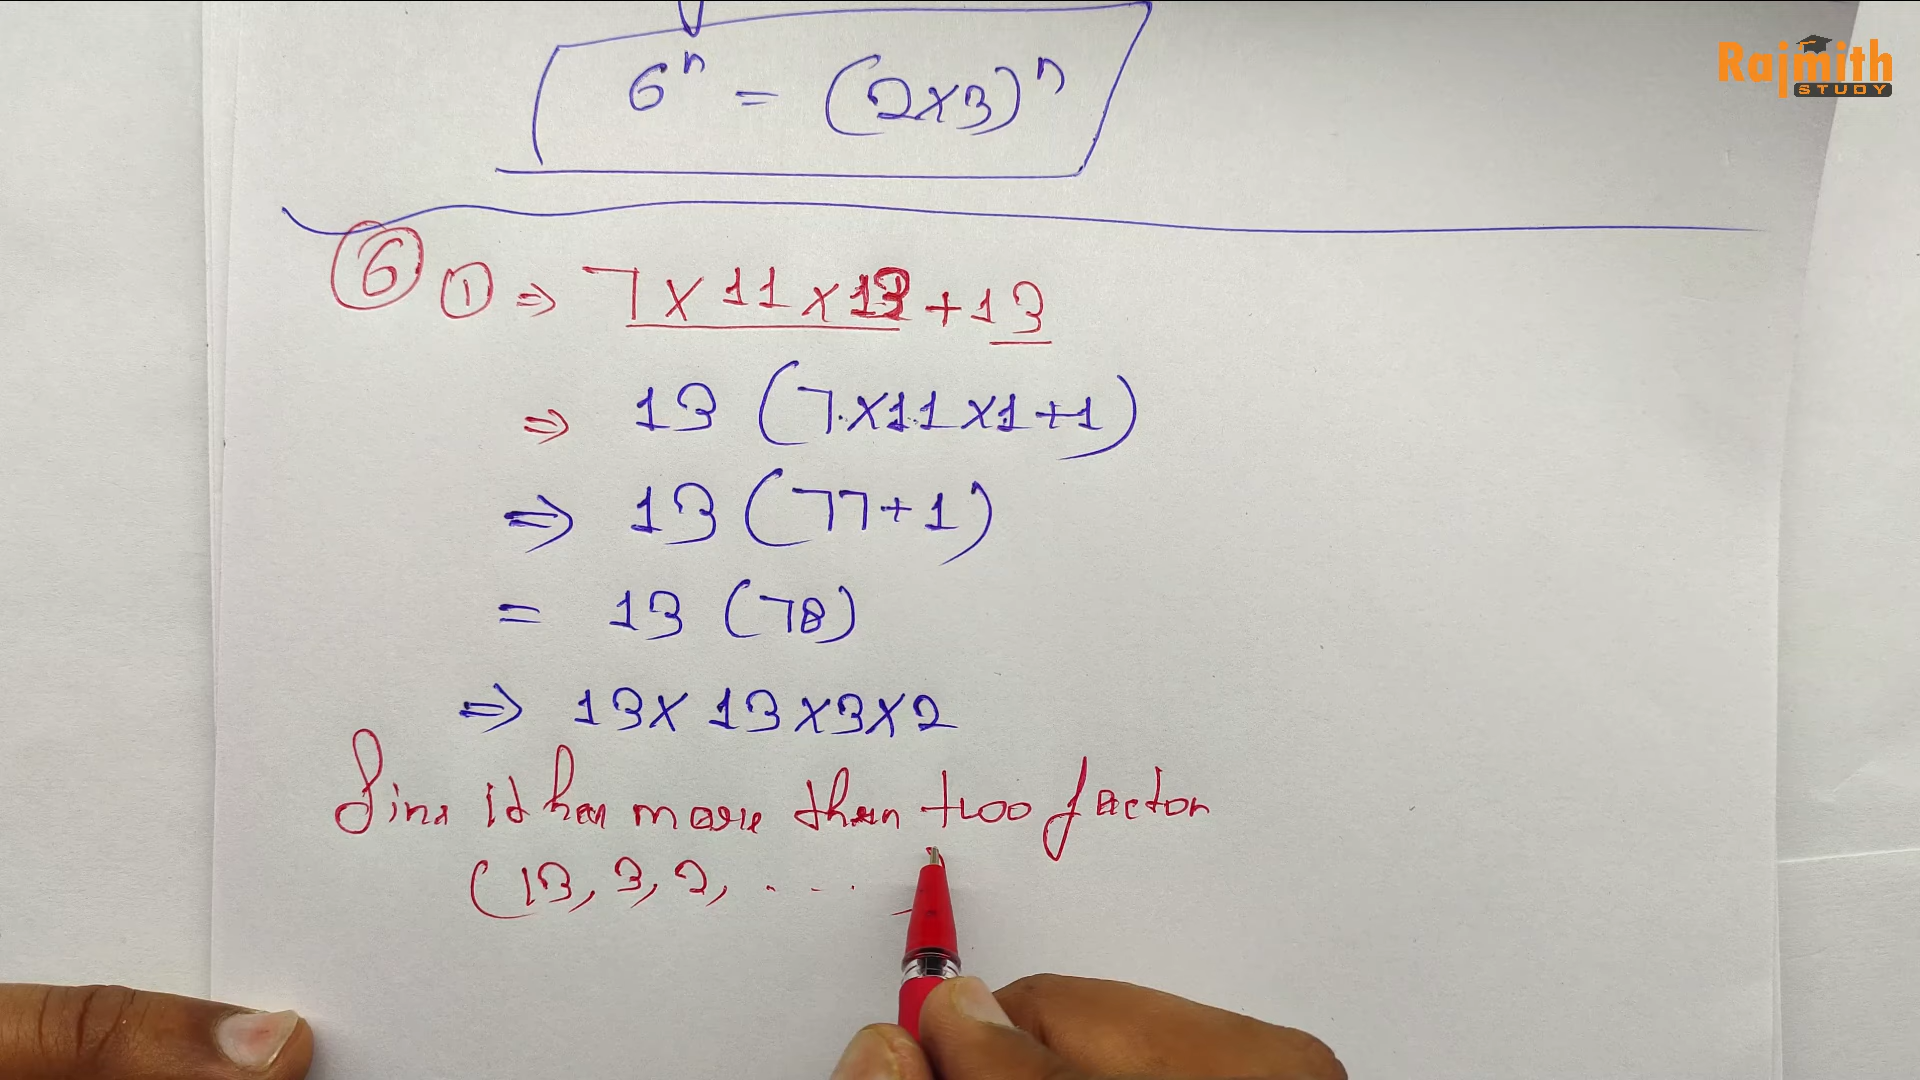 Rajmith
STUDY
6ⁿ = (2×3)ⁿ
6 1 ⇒ 7×11×13+13
⇒ 13 (7×11×1+1)
⇒ 13 (77+1)
= 13 (78)
⇒ 13×13×3×2
Since it has more than two factors
(13, 3, 2, ....